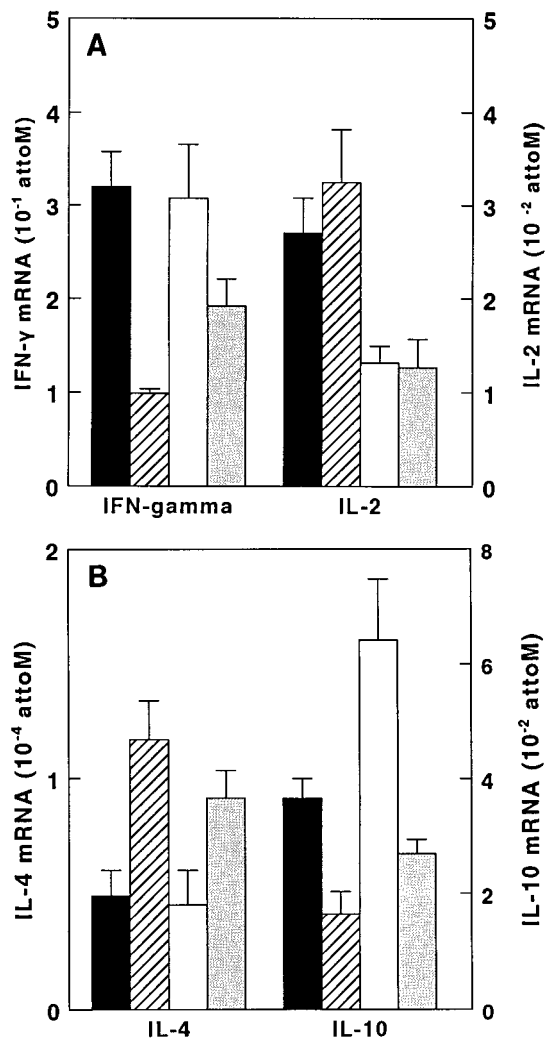 A
5
4
3
2
1
0
IFN-γ mRNA (10⁻¹ attoM)
5
4
3
2
1
0
IL-2 mRNA (10⁻² attoM)
IFN-gamma
IL-2
B
2
1
0
IL-4 mRNA (10⁻⁴ attoM)
8
6
4
2
0
IL-10 mRNA (10⁻² attoM)
IL-4
IL-10